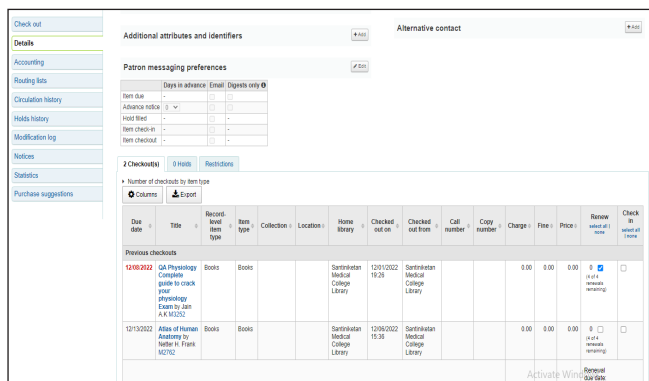 Check out
Details
Accounting
Routing lists
Circulation history
Holds history
Modification log
Notices
Statistics
Purchase suggestions
Additional attributes and identifiers
+ Add
Alternative contact
+ Add
Patron messaging preferences
Edit
Days in advance Email Digests only
Item due - 
Advance notice 0
Hold filled - -
Item check-in - -
Item checkout - -
2 Checkout(s) 0 Holds Restrictions
Number of checkouts by item type
Columns Export
Due date Title Record-level item type Item type Collection Location Home library Checked out on Checked out from Call number Copy number Charge Fine Price Renew select all | none Check in select all | none
Previous checkouts
12/08/2022 QA Physiology Complete guide to crack your physiology Exam by Jain A.K M3252 Books Books Santiniketan Medical College Library 12/01/2022 19:26 Santiniketan Medical College Library 0.00 0.00 0.00 0 (4 of 4 renewals remaining)
12/13/2022 Atlas of Human Anatomy by Netter H. Frank M2762 Books Books Santiniketan Medical College Library 12/06/2022 15:36 Santiniketan Medical College Library 0.00 0.00 0.00 0 (4 of 4 renewals remaining)
Renewal due date: